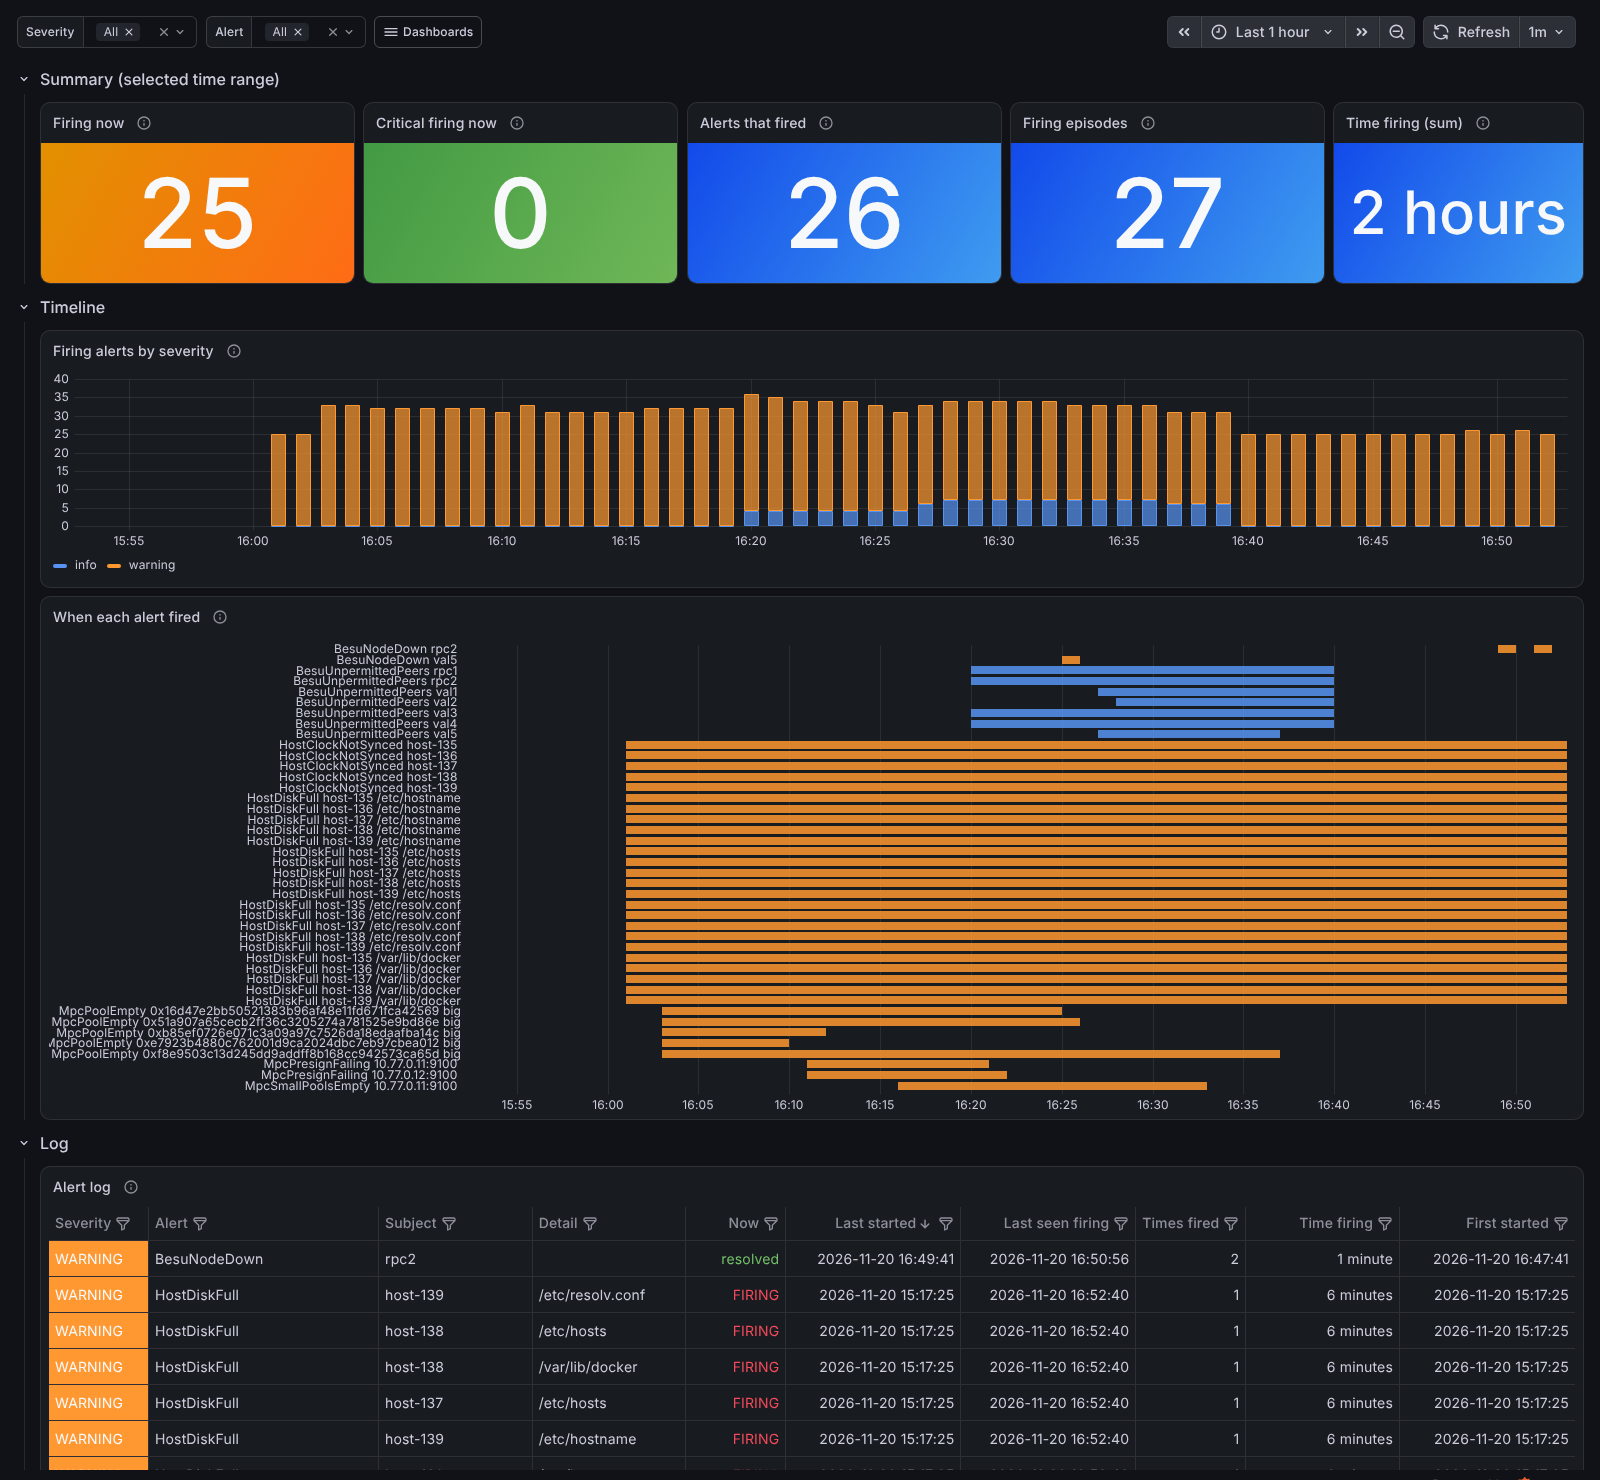 Severity All Alert All Dashboards Last 1 hour Refresh 1m
Summary (selected time range)
Firing now Critical firing now Alerts that fired Firing episodes Time firing (sum)
25 0 26 27 2 hours
Timeline
Firing alerts by severity
40
35
30
25
20
15
10
5
0
15:55 16:00 16:05 16:10 16:15 16:20 16:25 16:30 16:35 16:40 16:45 16:50
info warning
When each alert fired
BesuNodeDown rpc2
BesuNodeDown val5
BesuUnpermittedPeers rpc1
BesuUnpermittedPeers rpc2
BesuUnpermittedPeers val1
BesuUnpermittedPeers val2
BesuUnpermittedPeers val3
BesuUnpermittedPeers val4
BesuUnpermittedPeers val5
HostClockNotSynced host-135
HostClockNotSynced host-136
HostClockNotSynced host-137
HostClockNotSynced host-138
HostClockNotSynced host-139
HostDiskFull host-135 /etc/hostname
HostDiskFull host-136 /etc/hostname
HostDiskFull host-137 /etc/hostname
HostDiskFull host-138 /etc/hostname
HostDiskFull host-139 /etc/hostname
HostDiskFull host-135 /etc/hosts
HostDiskFull host-136 /etc/hosts
HostDiskFull host-137 /etc/hosts
HostDiskFull host-138 /etc/hosts
HostDiskFull host-139 /etc/hosts
HostDiskFull host-135 /etc/resolv.conf
HostDiskFull host-136 /etc/resolv.conf
HostDiskFull host-137 /etc/resolv.conf
HostDiskFull host-138 /etc/resolv.conf
HostDiskFull host-139 /etc/resolv.conf
HostDiskFull host-135 /var/lib/docker
HostDiskFull host-136 /var/lib/docker
HostDiskFull host-137 /var/lib/docker
HostDiskFull host-138 /var/lib/docker
HostDiskFull host-139 /var/lib/docker
MpcPoolEmpty 0x16d47e2bb50521383b96af48e11fd671fca42569 big
MpcPoolEmpty 0x51a907a65cecb2ff36c3205274a781525e9bd86e big
MpcPoolEmpty 0xb85ef0726e071c3a09a97c7526da18edaafba14c big
MpcPoolEmpty 0xe7923b4880c762001d9ca2024dbc7eb97cbea012 big
MpcPoolEmpty 0xf8e9503c13d245dd9addff8b168cc942573ca65d big
MpcPresignFailing 10.77.0.11:9100
MpcPresignFailing 10.77.0.12:9100
MpcSmallPoolsEmpty 10.77.0.11:9100
15:55 16:00 16:05 16:10 16:15 16:20 16:25 16:30 16:35 16:40 16:45 16:50
Log
Alert log
Severity Alert Subject Detail Now Last started Last seen firing Times fired Time firing First started
WARNING BesuNodeDown rpc2 resolved 2026-11-20 16:49:41 2026-11-20 16:50:56 2 1 minute 2026-11-20 16:47:41
WARNING HostDiskFull host-139 /etc/resolv.conf FIRING 2026-11-20 15:17:25 2026-11-20 16:52:40 1 6 minutes 2026-11-20 15:17:25
WARNING HostDiskFull host-138 /etc/hosts FIRING 2026-11-20 15:17:25 2026-11-20 16:52:40 1 6 minutes 2026-11-20 15:17:25
WARNING HostDiskFull host-138 /var/lib/docker FIRING 2026-11-20 15:17:25 2026-11-20 16:52:40 1 6 minutes 2026-11-20 15:17:25
WARNING HostDiskFull host-137 /etc/hosts FIRING 2026-11-20 15:17:25 2026-11-20 16:52:40 1 6 minutes 2026-11-20 15:17:25
WARNING HostDiskFull host-139 /etc/hostname FIRING 2026-11-20 15:17:25 2026-11-20 16:52:40 1 6 minutes 2026-11-20 15:17:25